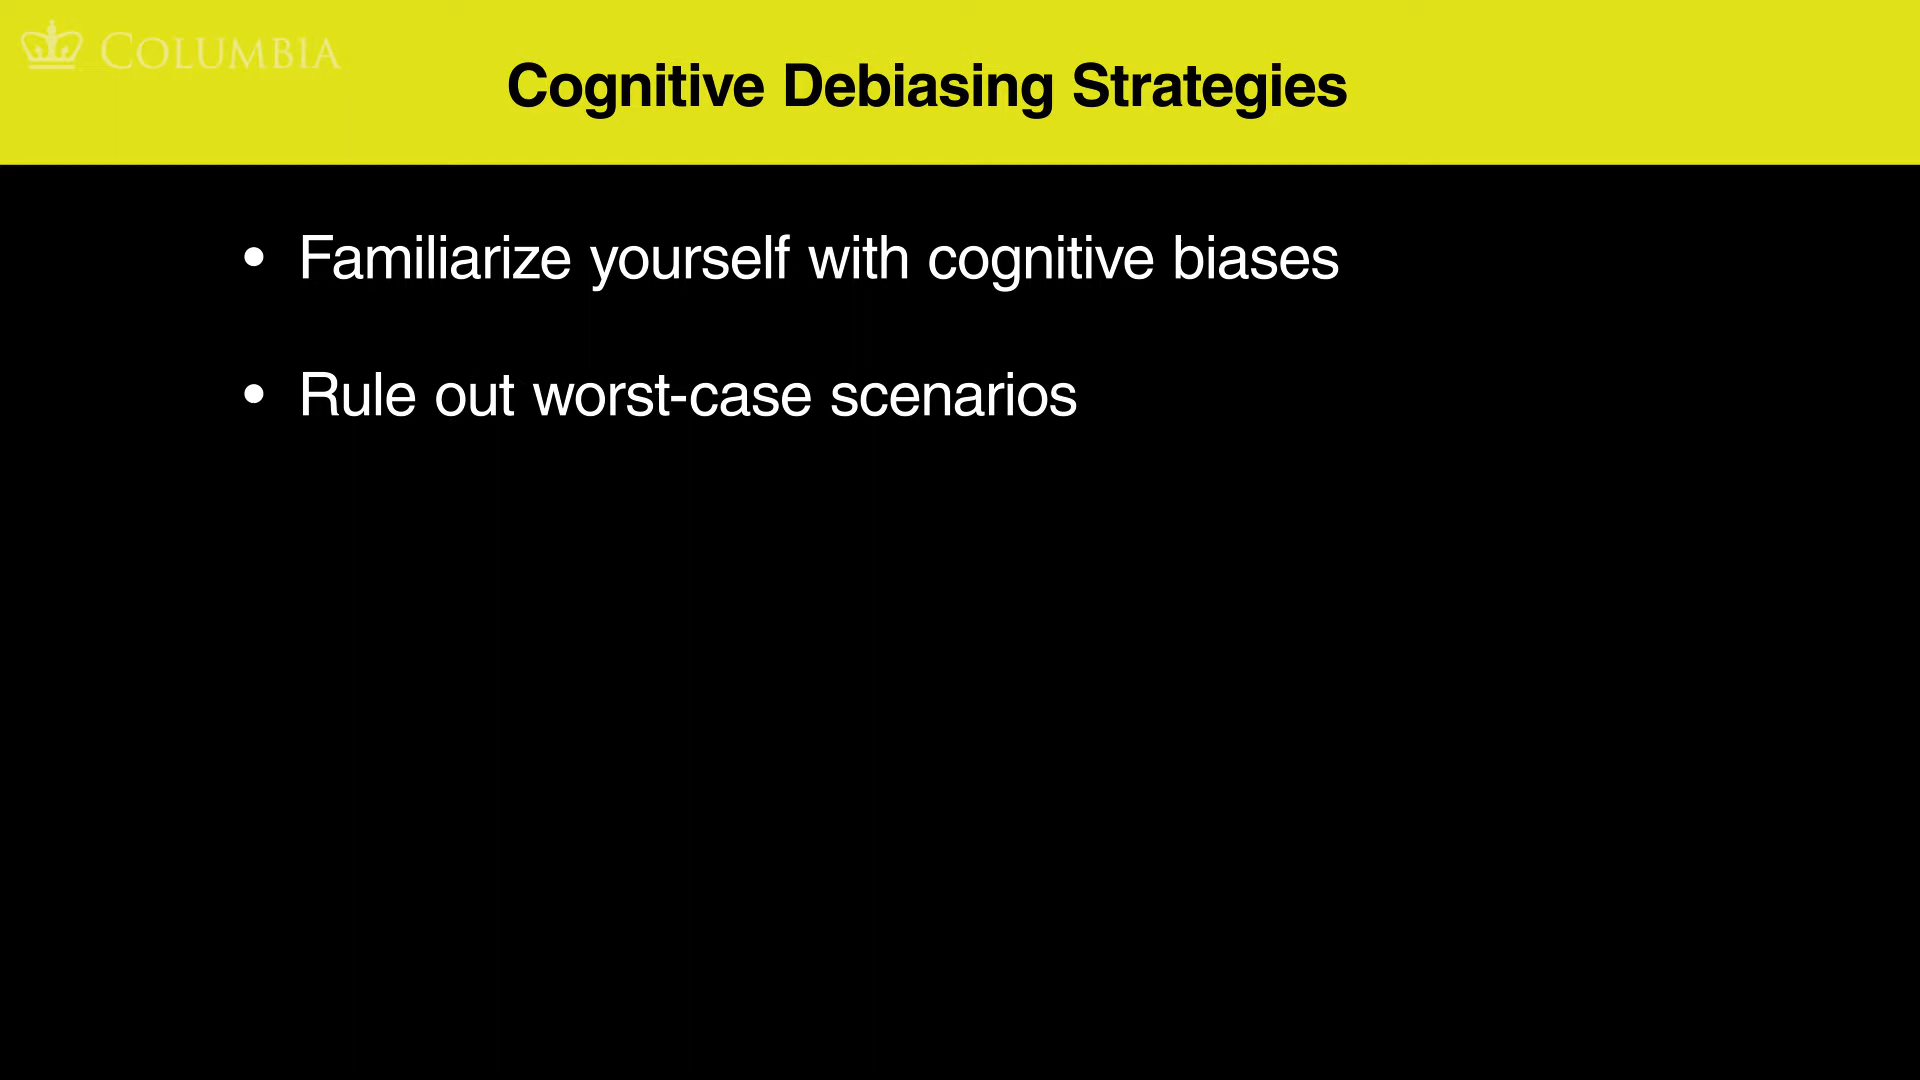 COLUMBIA
Cognitive Debiasing Strategies
• Familiarize yourself with cognitive biases
• Rule out worst-case scenarios